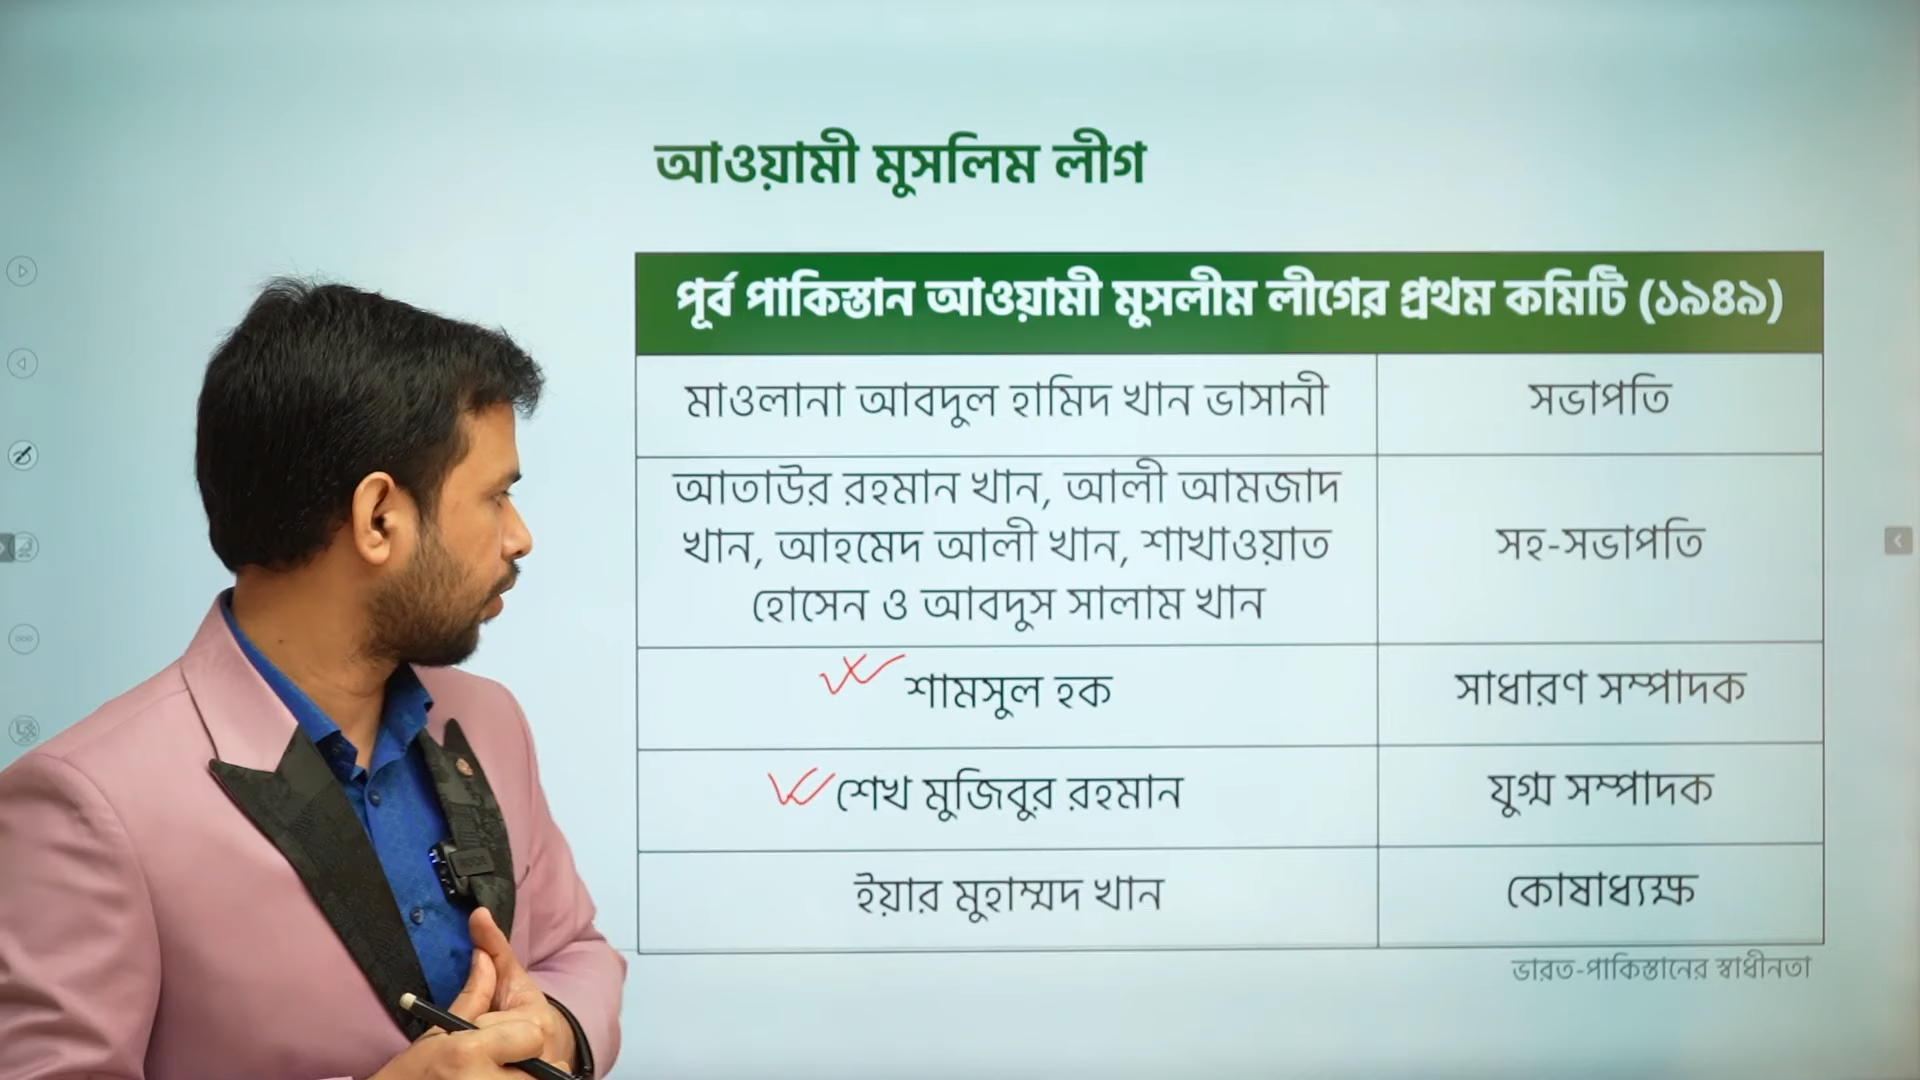 আওয়ামী মুসলিম লীগ
পূর্ব পাকিস্তান আওয়ামী মুসলীম লীগের প্রথম কমিটি (১৯৪৯)
মাওলানা আবদুল হামিদ খান ভাসানী
সভাপতি
আতাউর রহমান খান, আলী আমজাদ
খান, আহমেদ আলী খান, শাখাওয়াত
হোসেন ও আবদুস সালাম খান
সহ-সভাপতি
শামসুল হক
সাধারণ সম্পাদক
শেখ মুজিবুর রহমান
যুগ্ম সম্পাদক
ইয়ার মুহাম্মদ খান
কোষাধ্যক্ষ
ভারত-পাকিস্তানের স্বাধীনতা